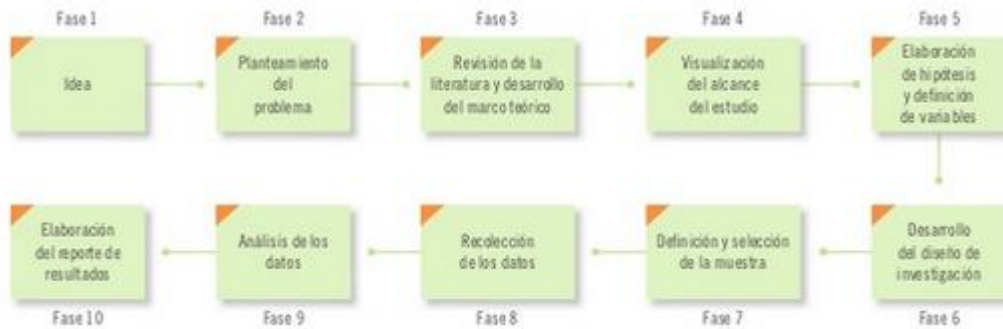 Fase 1
Idea
Fase 2
Planteamiento
del
problema
Fase 3
Revisión de la
literatura y desarrollo
del marco teórico
Fase 4
Visualización
del alcance
del estudio
Fase 5
Elaboración
de hipótesis
y definición
de variables
Desarrollo
del diseño de
investigación
Fase 6
Definición y selección
de la muestra
Fase 7
Recolección
de los datos
Fase 8
Análisis de los
datos
Fase 9
Elaboración
del reporte de
resultados
Fase 10